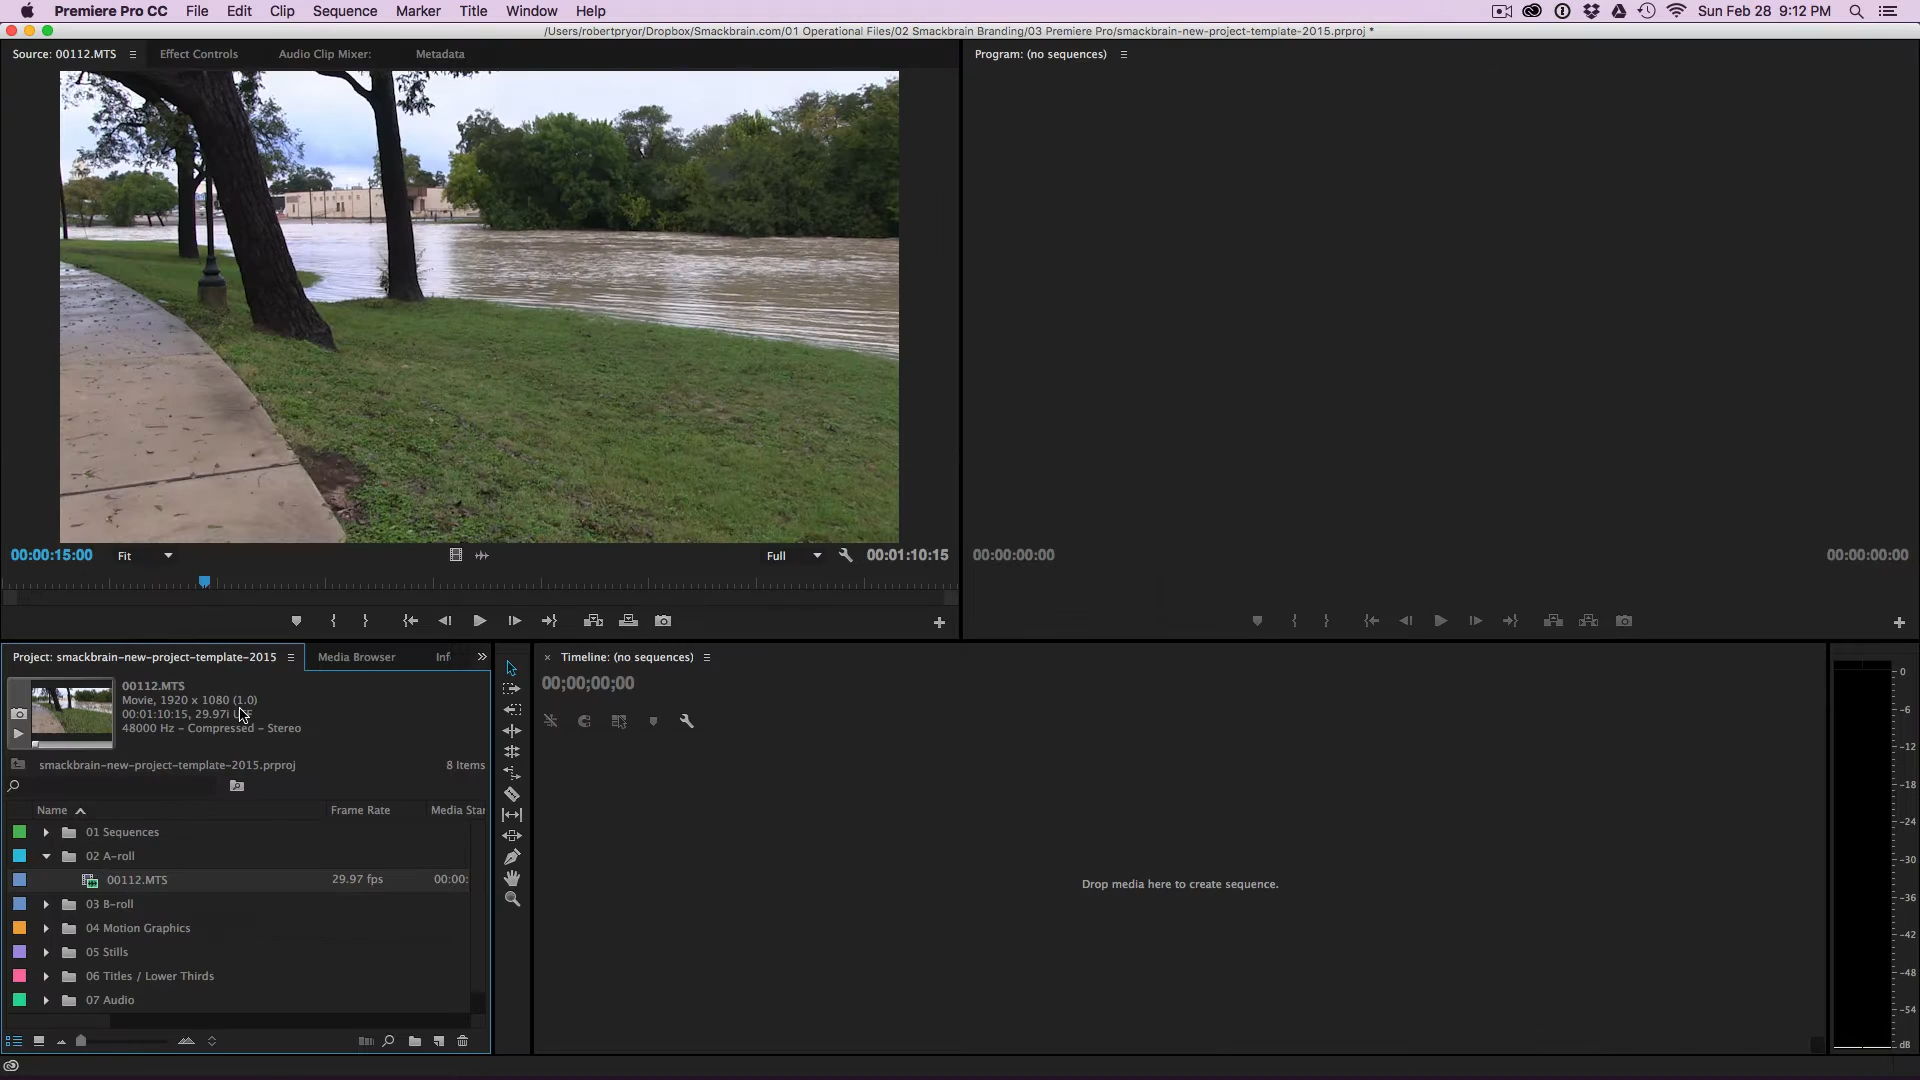 Premiere Pro CC File Edit Clip Sequence Marker Title Window Help Sun Feb 28 9:12 PM
/Users/robertpryor/Dropbox/Smackbrain.com/01 Operational Files/02 Smackbrain Branding/03 Premiere Pro/smackbrain-new-project-template-2015.prproj *
Source: 00112.MTS Effect Controls Audio Clip Mixer: Metadata
Program: (no sequences)
00:00:15:00 Fit Full 00:01:10:15
00:00:00:00 00:00:00:00
Project: smackbrain-new-project-template-2015 Media Browser Inf
00112.MTS
Movie, 1920 x 1080 (1.0)
00:01:10:15, 29.97i
48000 Hz – Compressed – Stereo
smackbrain-new-project-template-2015.prproj 8 Items
Name Frame Rate Media Star
01 Sequences
02 A-roll
00112.MTS 29.97 fps 00:00:
03 B-roll
04 Motion Graphics
05 Stills
06 Titles / Lower Thirds
07 Audio
Timeline: (no sequences)
00;00;00;00
Drop media here to create sequence.
0
-6
-12
-18
-24
-30
-36
-42
-48
-54
dB